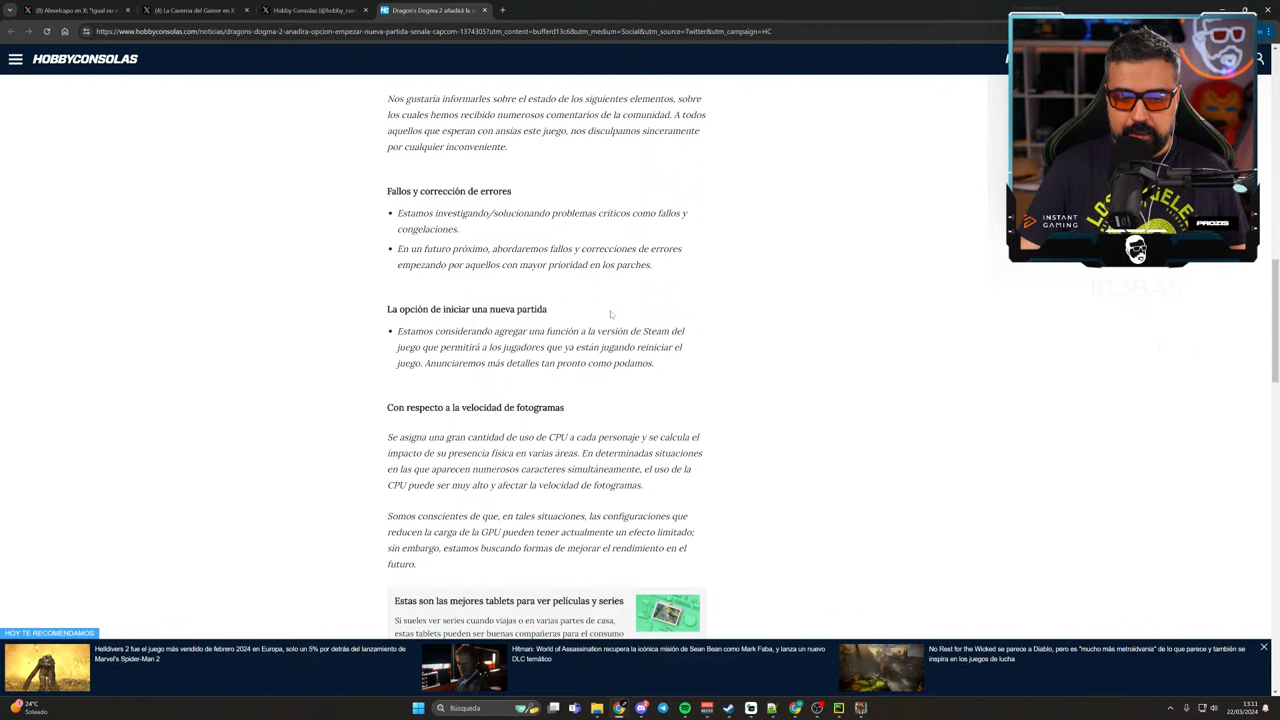 (8) Alexelcapo en X: "Igual no r
(4) La Caverna del Gamer en X
Hobby Consolas (@hobby_con
Dragon's Dogma 2 añadirá la o
https://www.hobbyconsolas.com/noticias/dragons-dogma-2-anadira-opcion-empezar-nueva-partida-senala-capcom-1374305?utm_content=bufferd13c6&utm_medium=Social&utm_source=Twitter&utm_campaign=HC
HOBBYCONSOLAS
Nos gustaría informarles sobre el estado de los siguientes elementos, sobre
los cuales hemos recibido numerosos comentarios de la comunidad. A todos
aquellos que esperan con ansias este juego, nos disculpamos sinceramente
por cualquier inconveniente.
Fallos y corrección de errores
• Estamos investigando/solucionando problemas críticos como fallos y
congelaciones.
• En un futuro próximo, abordaremos fallos y correcciones de errores
empezando por aquellos con mayor prioridad en los parches.
La opción de iniciar una nueva partida
• Estamos considerando agregar una función a la versión de Steam del
juego que permitirá a los jugadores que ya están jugando reiniciar el
juego. Anunciaremos más detalles tan pronto como podamos.
Con respecto a la velocidad de fotogramas
Se asigna una gran cantidad de uso de CPU a cada personaje y se calcula el
impacto de su presencia física en varias áreas. En determinadas situaciones
en las que aparecen numerosos caracteres simultáneamente, el uso de la
CPU puede ser muy alto y afectar la velocidad de fotogramas.
Somos conscientes de que, en tales situaciones, las configuraciones que
reducen la carga de la GPU pueden tener actualmente un efecto limitado;
sin embargo, estamos buscando formas de mejorar el rendimiento en el
futuro.
Estas son las mejores tablets para ver películas y series
Si sueles ver series cuando viajas o en varias partes de casa,
estas tablets pueden ser buenas compañeras para el consumo
LOS ANGELES
INSTANT
GAMING
PROZIS
10:38:45
HOY TE RECOMENDAMOS
Helldivers 2 fue el juego más vendido de febrero 2024 en Europa, solo un 5% por detrás del lanzamiento de
Marvel's Spider-Man 2
Hitman: World of Assassination recupera la icónica misión de Sean Bean como Mark Faba, y lanza un nuevo
DLC temático
No Rest for the Wicked se parece a Diablo, pero es "mucho más metroidvania" de lo que parece y también se
inspira en los juegos de lucha
24°C
Soleado
Búsqueda
13:11
22/03/2024